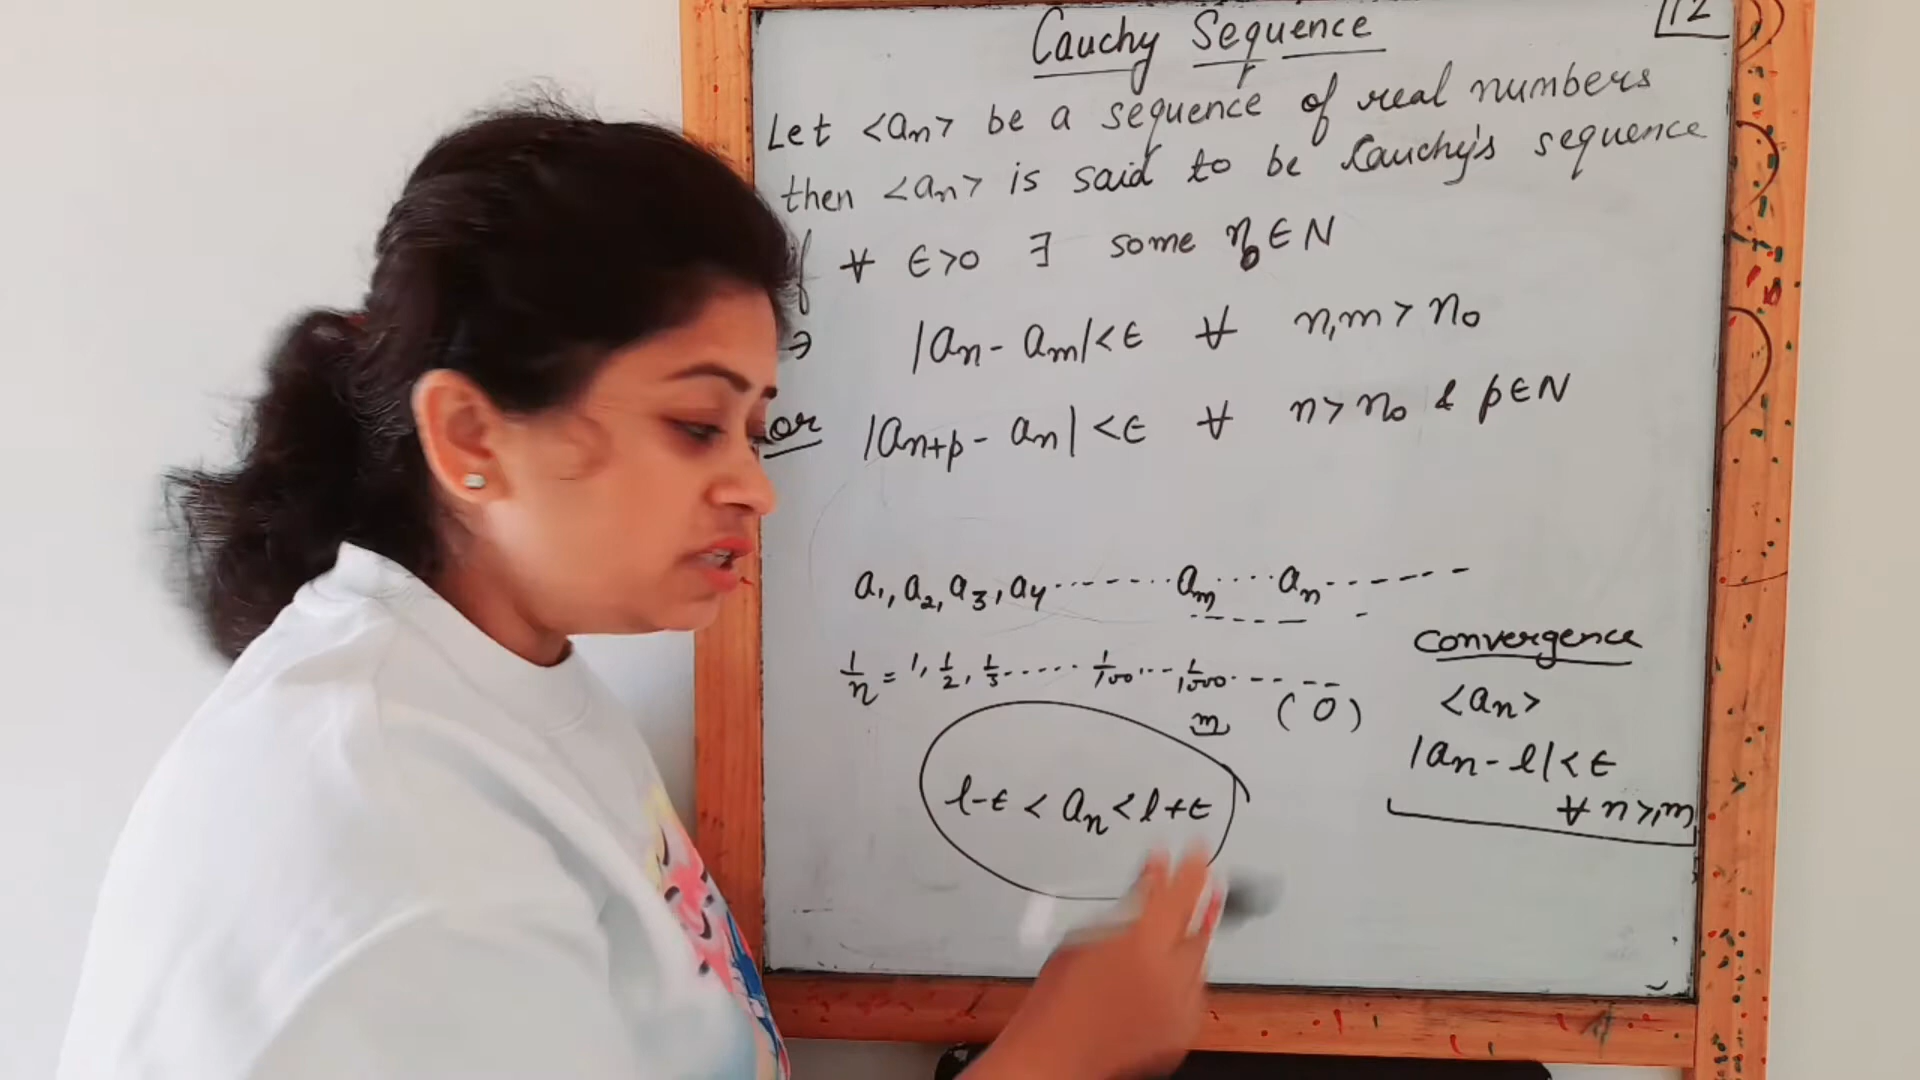 Cauchy Sequence
12
Let <an> be a sequence of real numbers
then <an> is said to be Cauchy's sequence
if ∀ ϵ>0 ∃ some n₀∈N
⇒ |an - am|<ϵ ∀ n,m > n₀
or |an+p - an| <ϵ ∀ n> n₀ & p∈N
a₁, a₂, a₃, a₄ ------- am .... an ------
1/n = 1, 1/2, 1/3 ..... 1/100 ... 1/1000 -----
m (0)
Convergence
<an>
|an - l|<ϵ
∀ n≥m
l-ϵ < an < l+ϵ